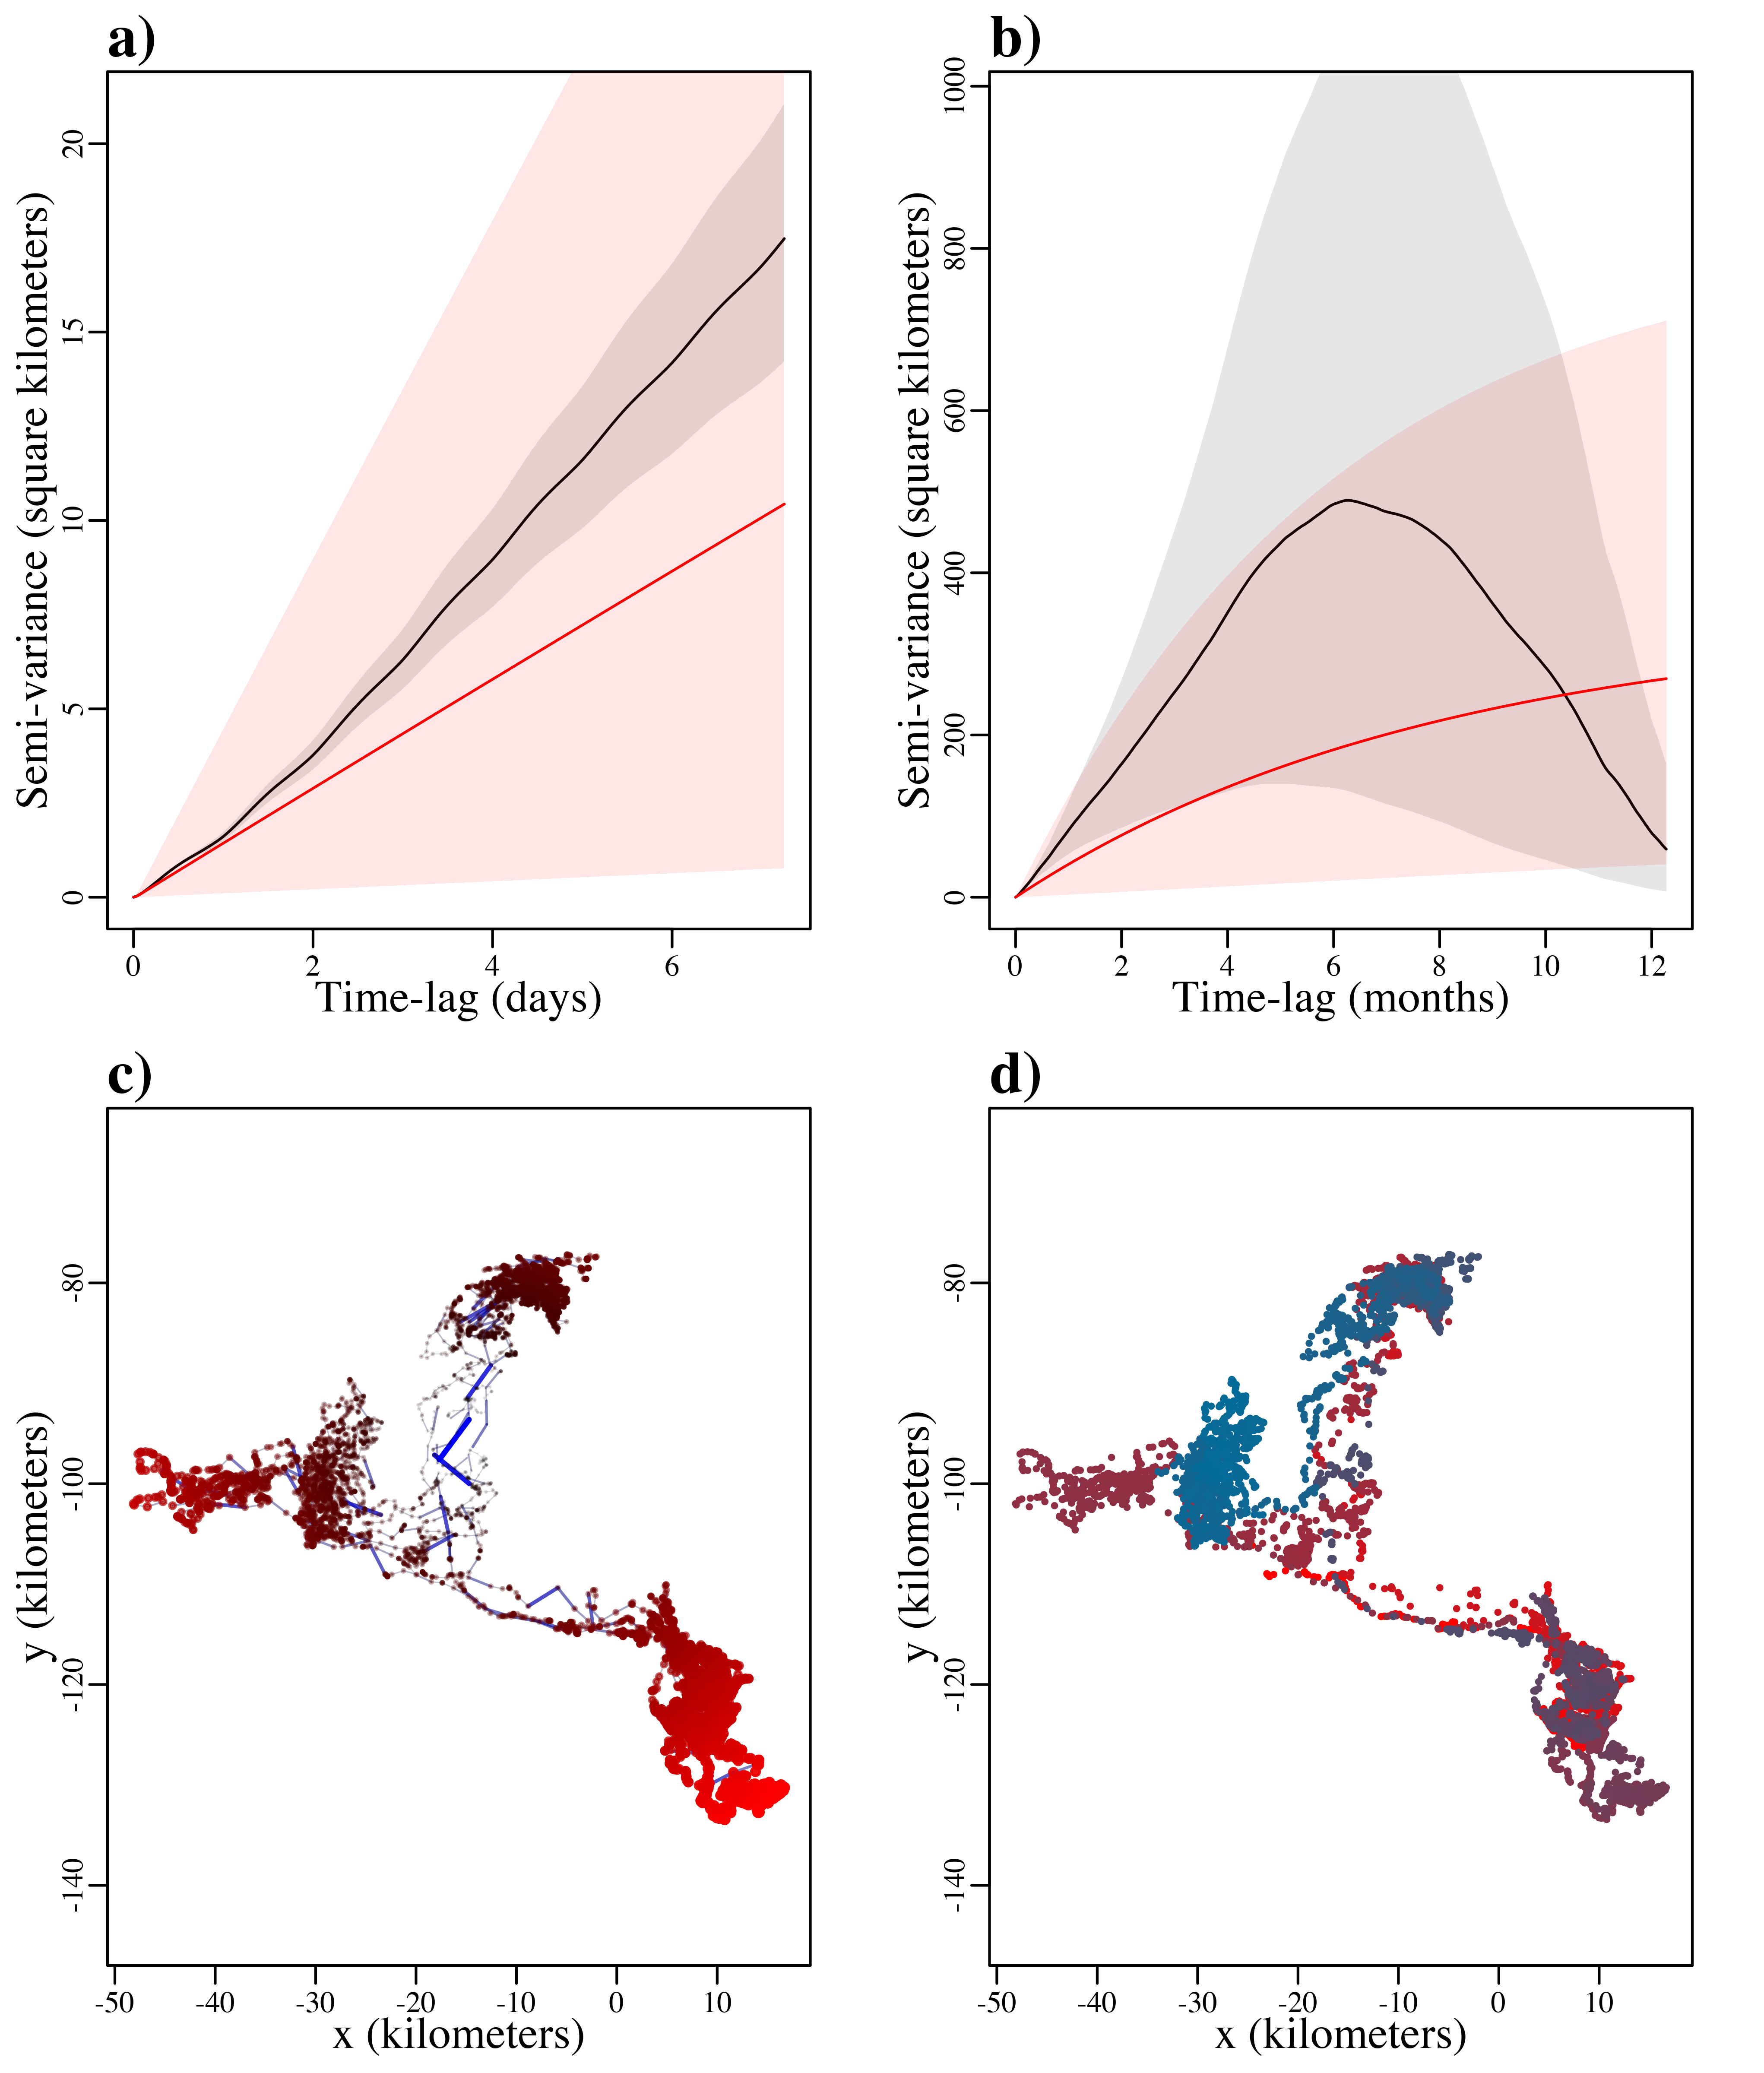 a)
Semi-variance (square kilometers)
20
15
10
5
0
0 2 4 6
Time-lag (days)
b)
Semi-variance (square kilometers)
1000
800
600
400
200
0
0 2 4 6 8 10 12
Time-lag (months)
c)
y (kilometers)
-80
-100
-120
-140
-50 -40 -30 -20 -10 0 10
x (kilometers)
d)
y (kilometers)
-80
-100
-120
-140
-50 -40 -30 -20 -10 0 10
x (kilometers)